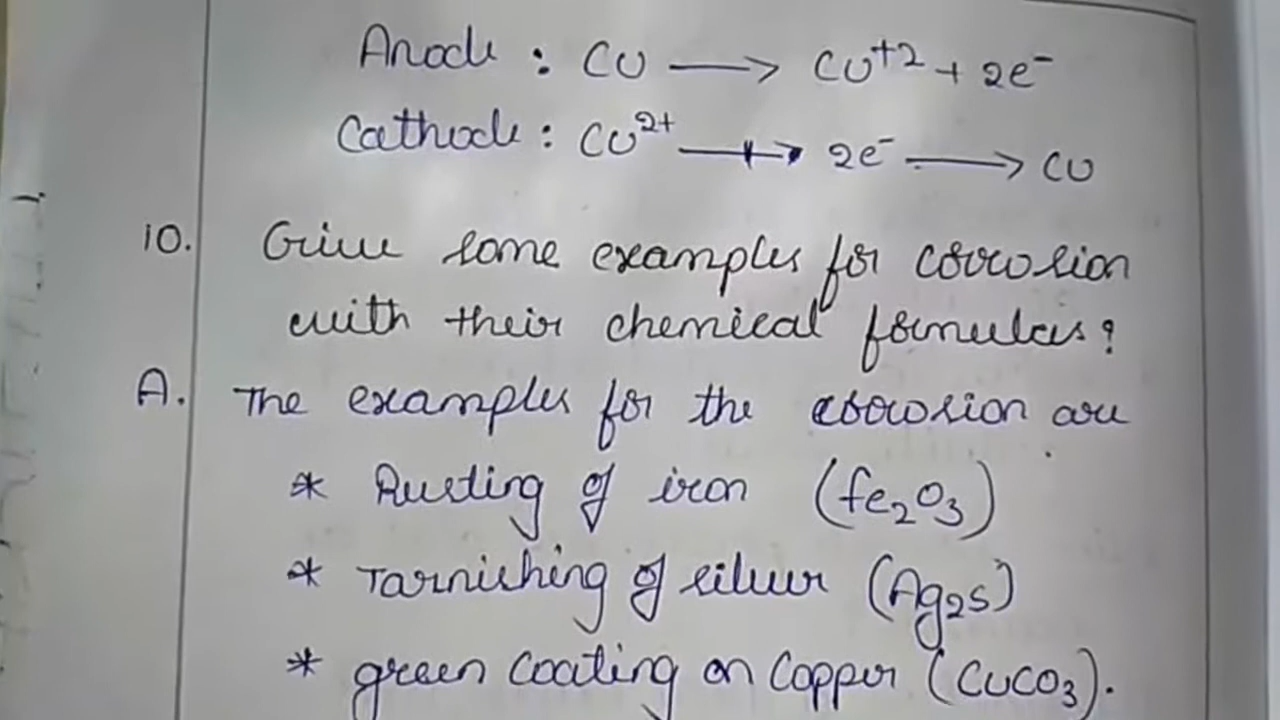 Anode : Cu ⟶ Cu⁺² + 2e⁻
Cathode : Cu²⁺ ⟶ 2e⁻ ⟶ Cu
10. Give some examples for corrosion
with their chemical formulas?
A. The examples for the corrosion are
* Rusting of iron (Fe₂O₃)
* Tarnishing of silver (Ag₂S)
* green coating on Copper (CuCO₃).